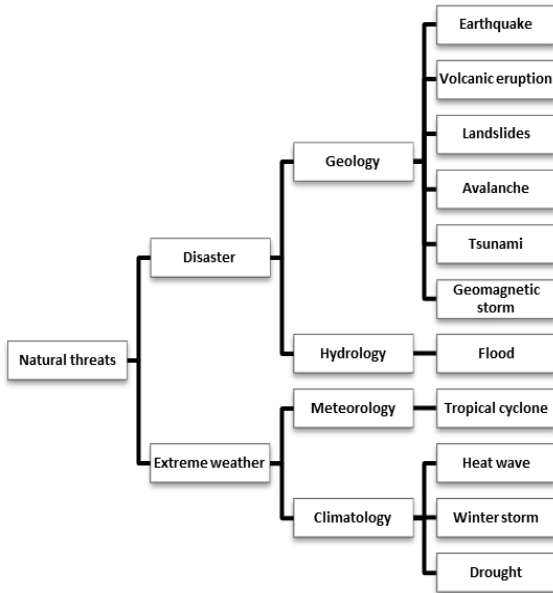 Earthquake
Volcanic eruption
Landslides
Geology
Avalanche
Disaster
Tsunami
Geomagnetic
storm
Natural threats
Hydrology
Flood
Meteorology
Tropical cyclone
Extreme weather
Heat wave
Climatology
Winter storm
Drought